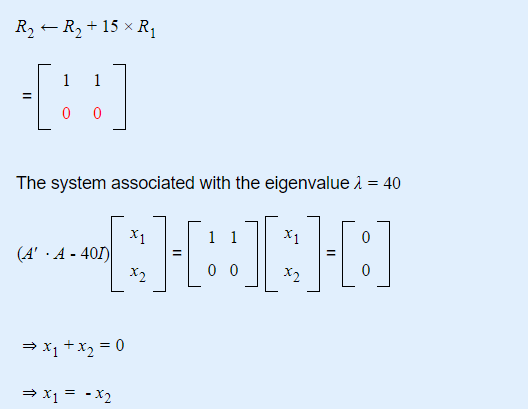 R2 ← R2 + 15 × R1
= [ 1 1
0 0 ]
The system associated with the eigenvalue λ = 40
(A′ · A - 40I) [ x1 x2 ] = [ 1 1 0 0 ] [ x1 x2 ] = [ 0 0 ]
⇒ x1 + x2 = 0
⇒ x1 = - x2